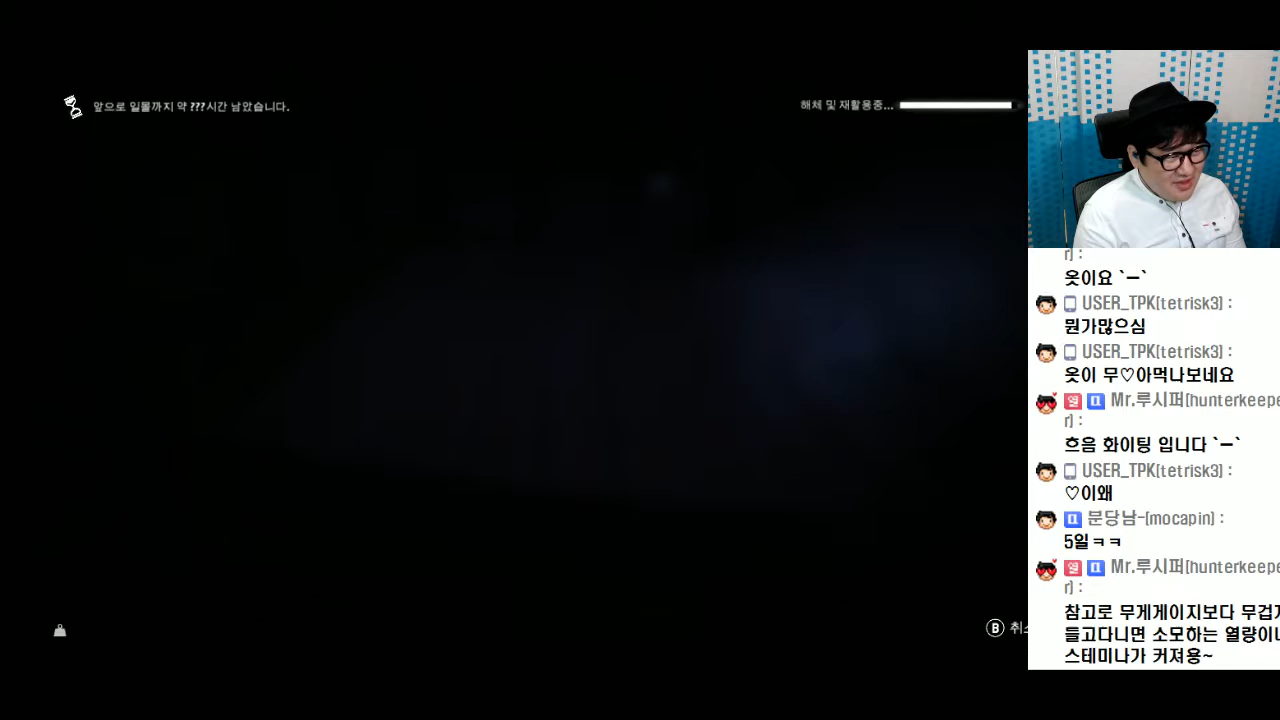 앞으로 일몰까지 약 ???시간 남았습니다.
해체 및 재활용중...
r] :
옷이요 `ㅡ`
USER_TPK[tetrisk3] :
뭔가많으심
USER_TPK[tetrisk3] :
옷이 무♡아먹나보네요
열 α Mr.루시퍼[hunterkeepe
r] :
흐음 화이팅 입니다 `ㅡ`
USER_TPK[tetrisk3] :
♡이왜
α 분당남-[mocapin] :
5일ㅋㅋ
열 α Mr.루시퍼[hunterkeepe
r] :
참고로 무게게이지보다 무겁게
들고다니면 소모하는 열량이나
스테미나가 커져용~
B 취소